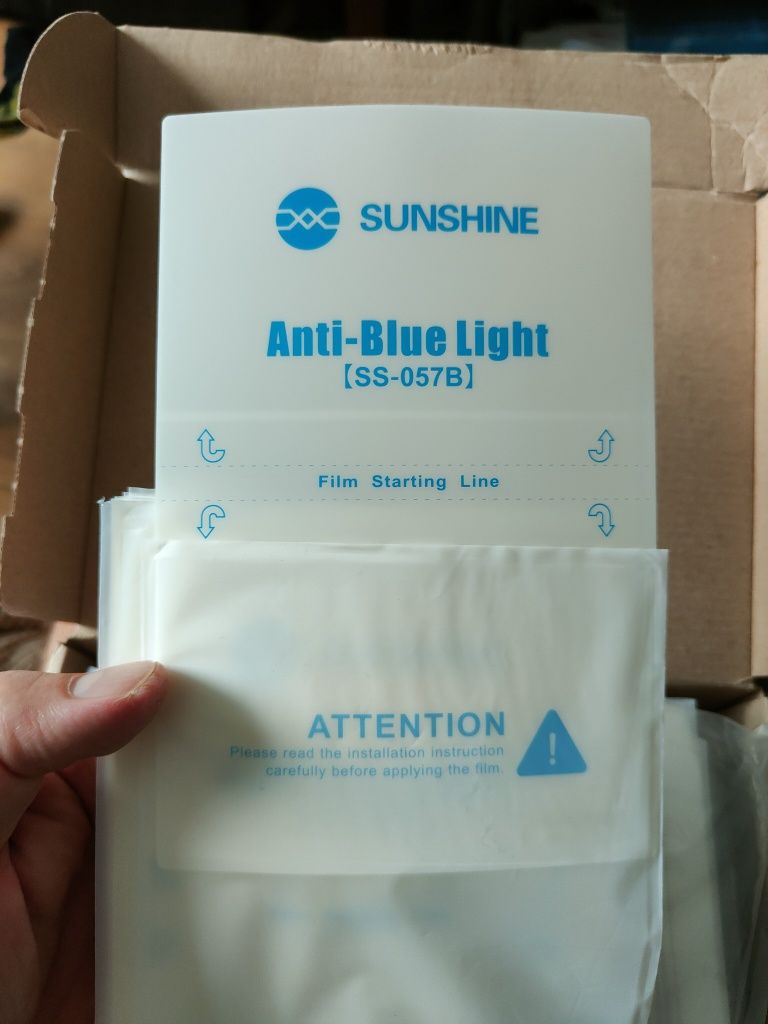 SUNSHINE
Anti-Blue Light
【SS-057B】
Film Starting Line
ATTENTION
Please read the installation instruction
carefully before applying the film.